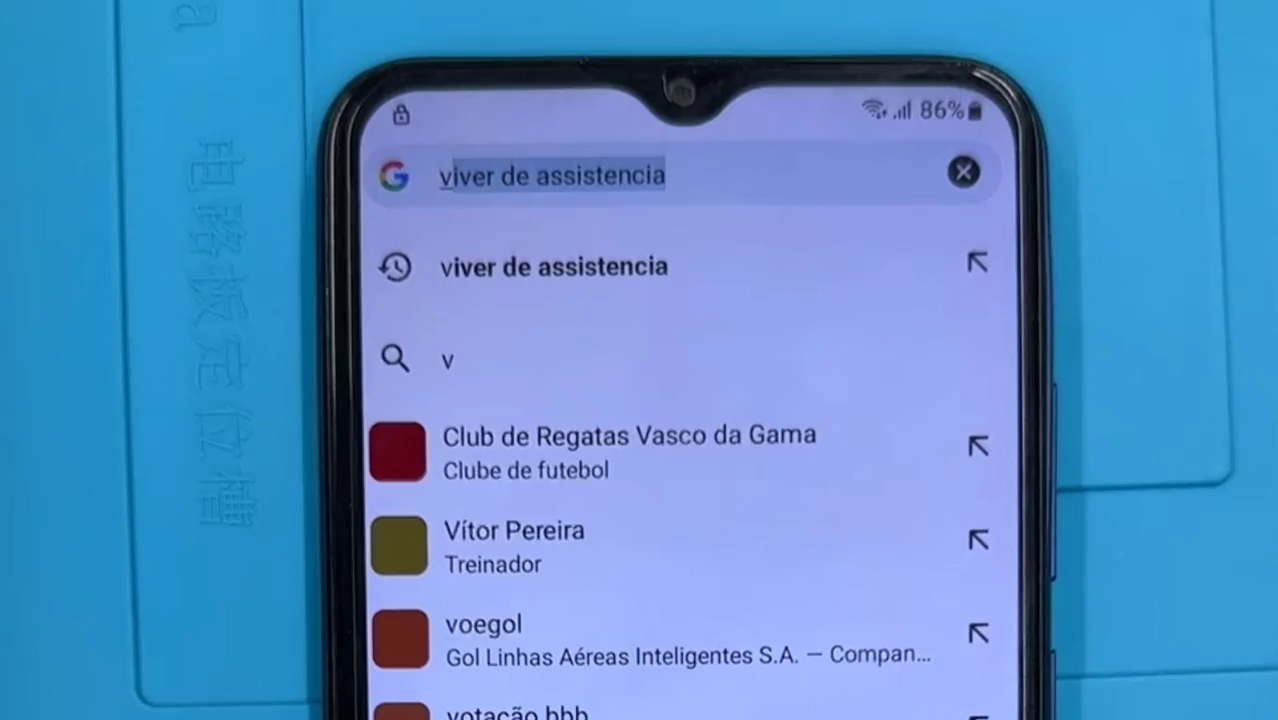 a
电路板定位槽
86%
viver de assistencia
viver de assistencia
v
Club de Regatas Vasco da Gama
Clube de futebol
Vítor Pereira
Treinador
voegol
Gol Linhas Aéreas Inteligentes S.A. — Compan...
votação bbb